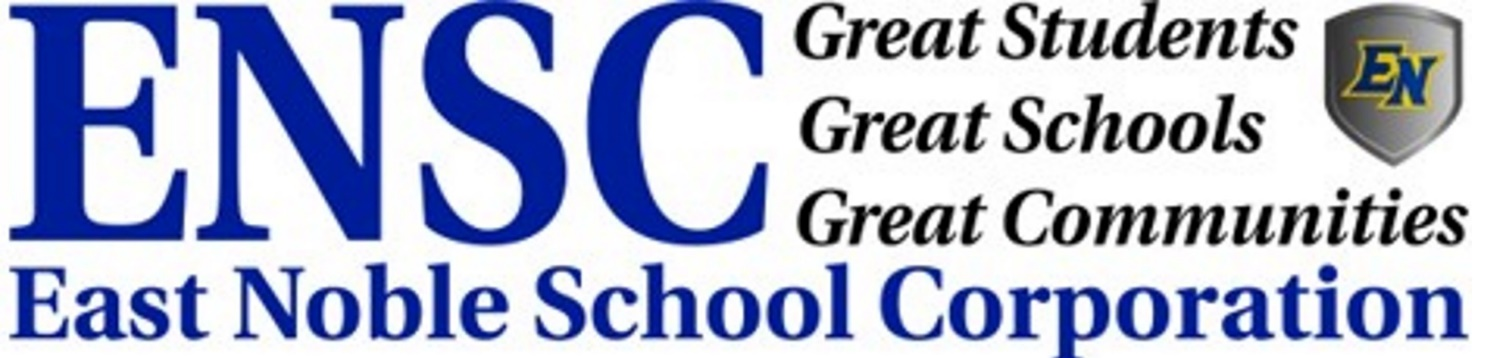 ENSC
Great Students
Great Schools
Great Communities
EN
East Noble School Corporation